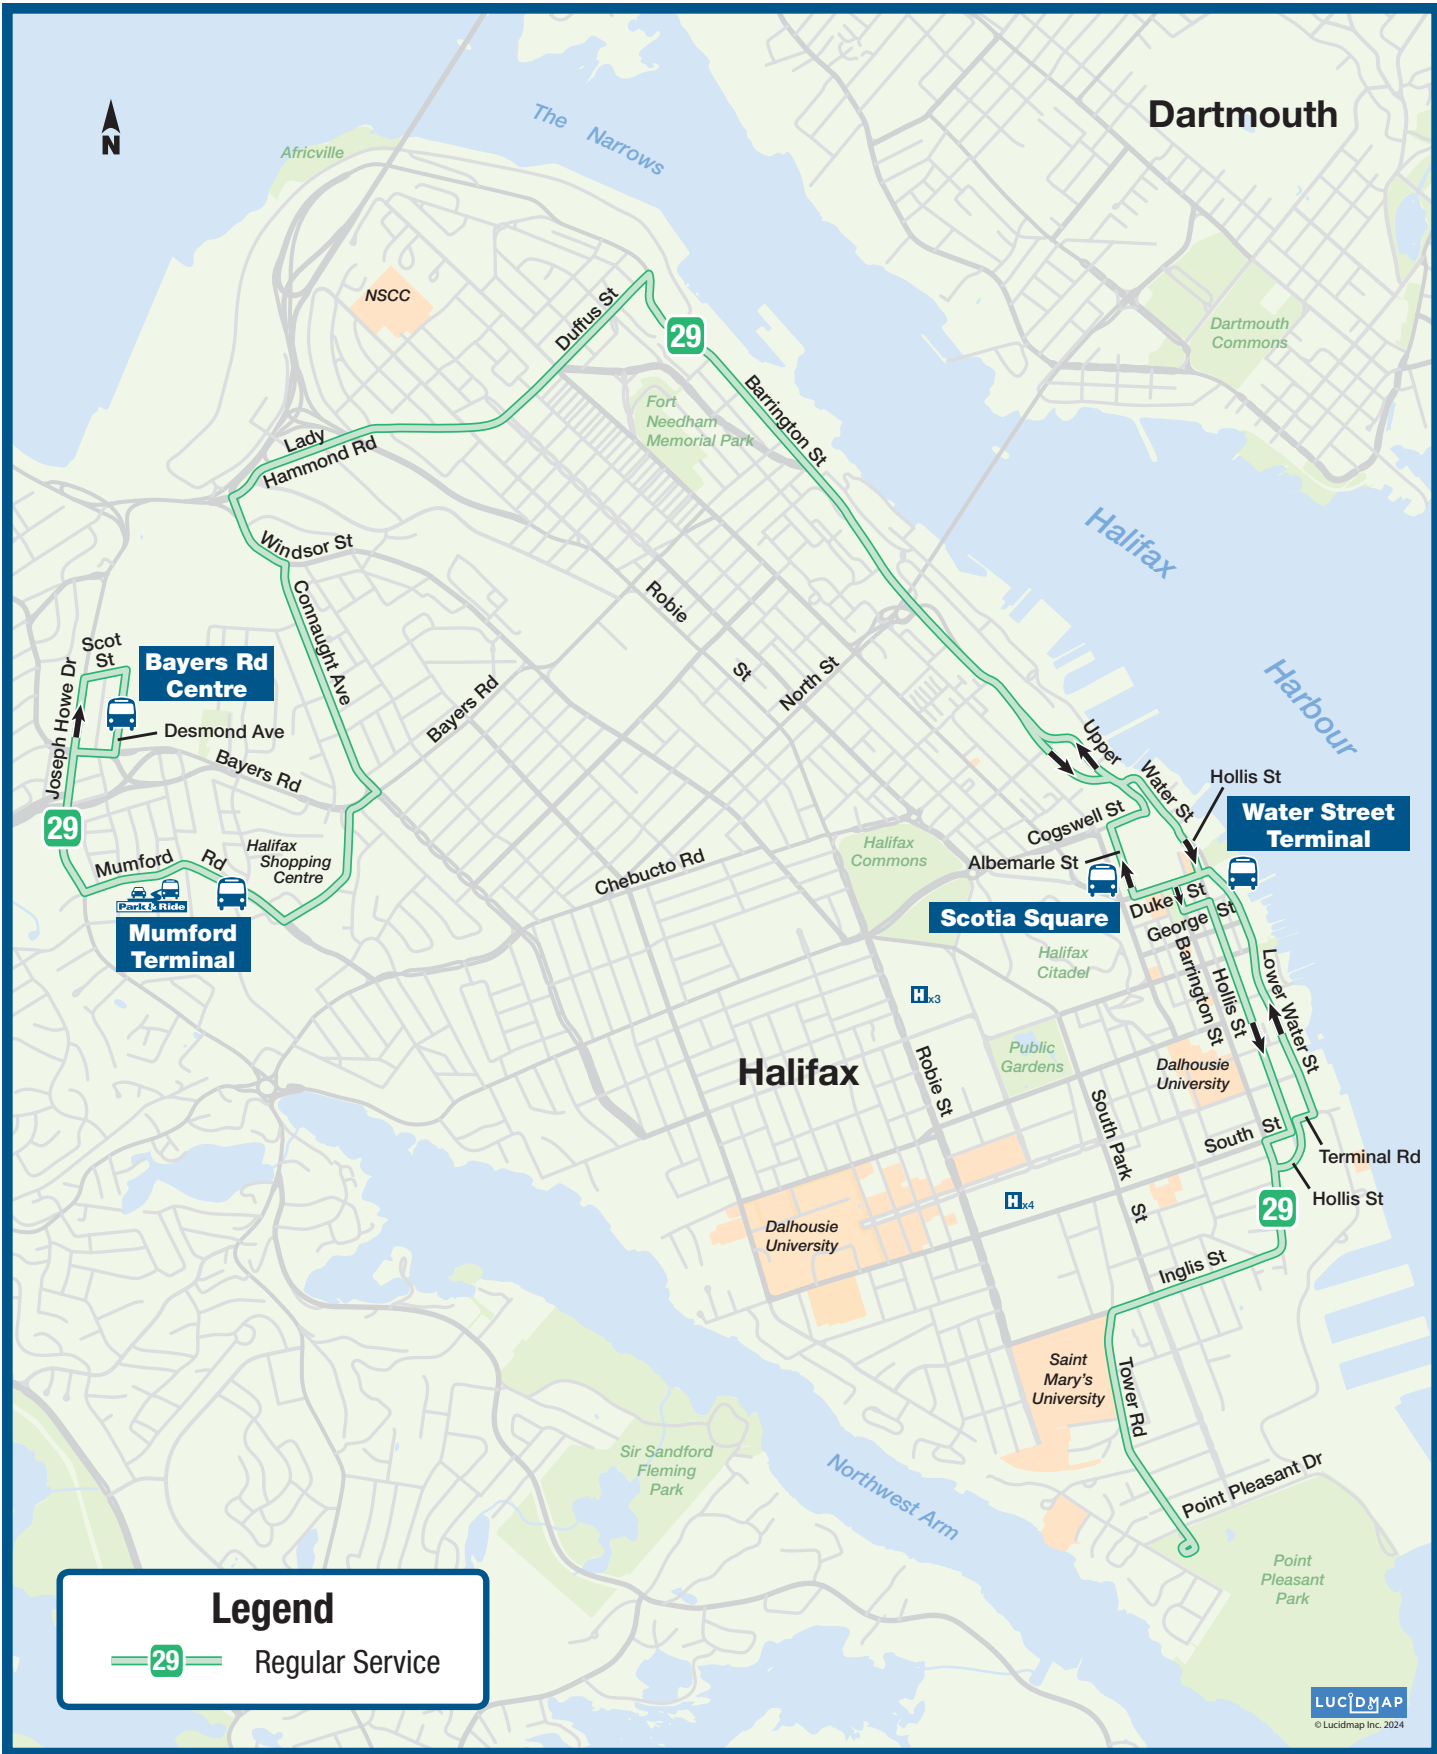 Dartmouth
The Narrows
N
Africville
NSCC
Duffus St
29
Dartmouth
Commons
Fort
Needham
Memorial Park
Barrington St
Lady
Hammond Rd
Windsor St
Halifax
Harbour
Connaught Ave
Robie
St
North St
Bayers Rd
Scot
St
Bayers Rd
Centre
Joseph Howe Dr
Desmond Ave
Bayers Rd
29
Mumford Rd
Halifax
Shopping
Centre
Park & Ride
Mumford
Terminal
Upper
Water St
Hollis St
Water Street
Terminal
Cogswell St
Albemarle St
Halifax
Commons
Chebucto Rd
Scotia Square
Duke St
George St
Halifax
Citadel
Barrington St
Hollis St
Lower Water St
H x3
Public
Gardens
Halifax
Robie St
Dalhousie
University
South Park
St
South St
Terminal Rd
Hollis St
29
H x4
Dalhousie
University
Inglis St
Saint
Mary's
University
Tower Rd
Sir Sandford
Fleming
Park
Northwest Arm
Point Pleasant Dr
Point
Pleasant
Park
Legend
29 Regular Service
LUCIDMAP
© Lucidmap Inc. 2024